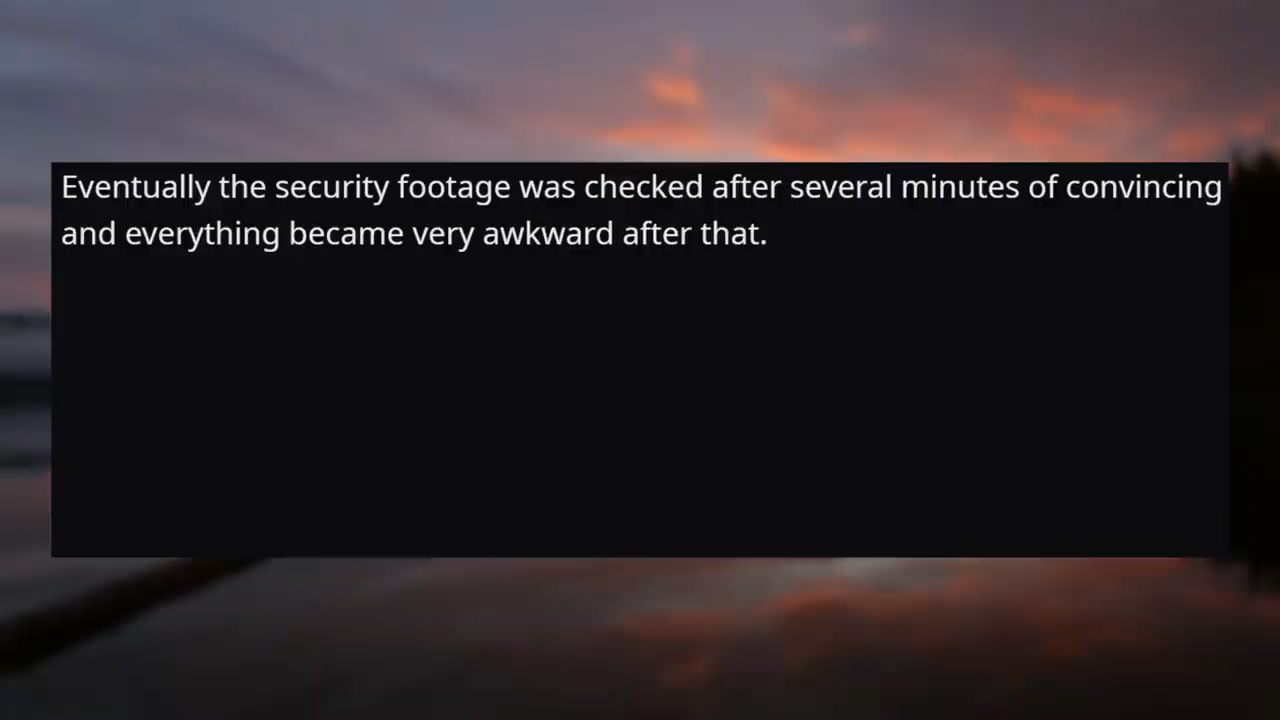 Eventually the security footage was checked after several minutes of convincing
and everything became very awkward after that.